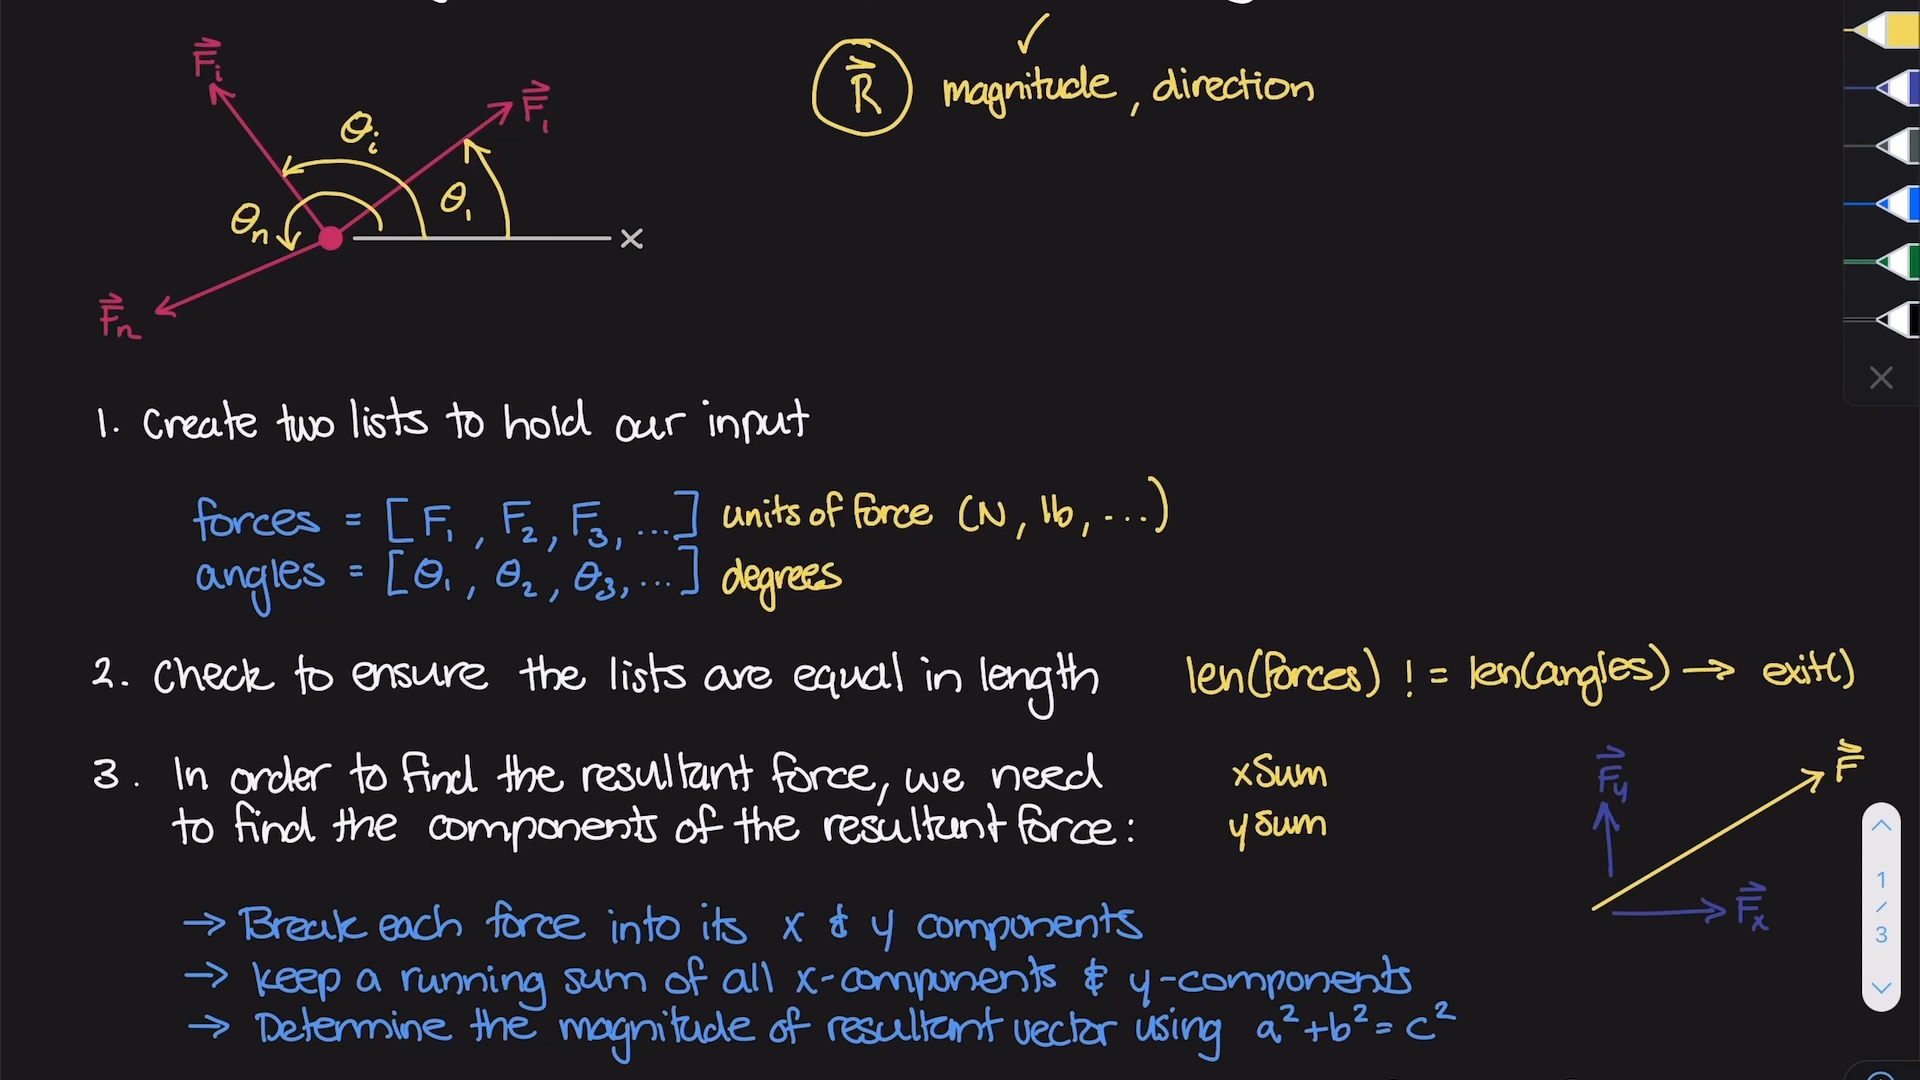 F⃗i
F⃗1
θi
θ1
θn
x
F⃗n
R⃗ magnitude, direction
1. Create two lists to hold our input
forces = [F1, F2, F3, ...] units of force (N, lb, ...)
angles = [θ1, θ2, θ3, ...] degrees
2. Check to ensure the lists are equal in length len(forces) != len(angles) → exit()
3. In order to find the resultant force, we need xSum
to find the components of the resultant force: ySum
F⃗y
F⃗
F⃗x
→ Break each force into its x & y components
→ keep a running sum of all x-components & y-components
→ Determine the magnitude of resultant vector using a²+b²=c²
1
/
3